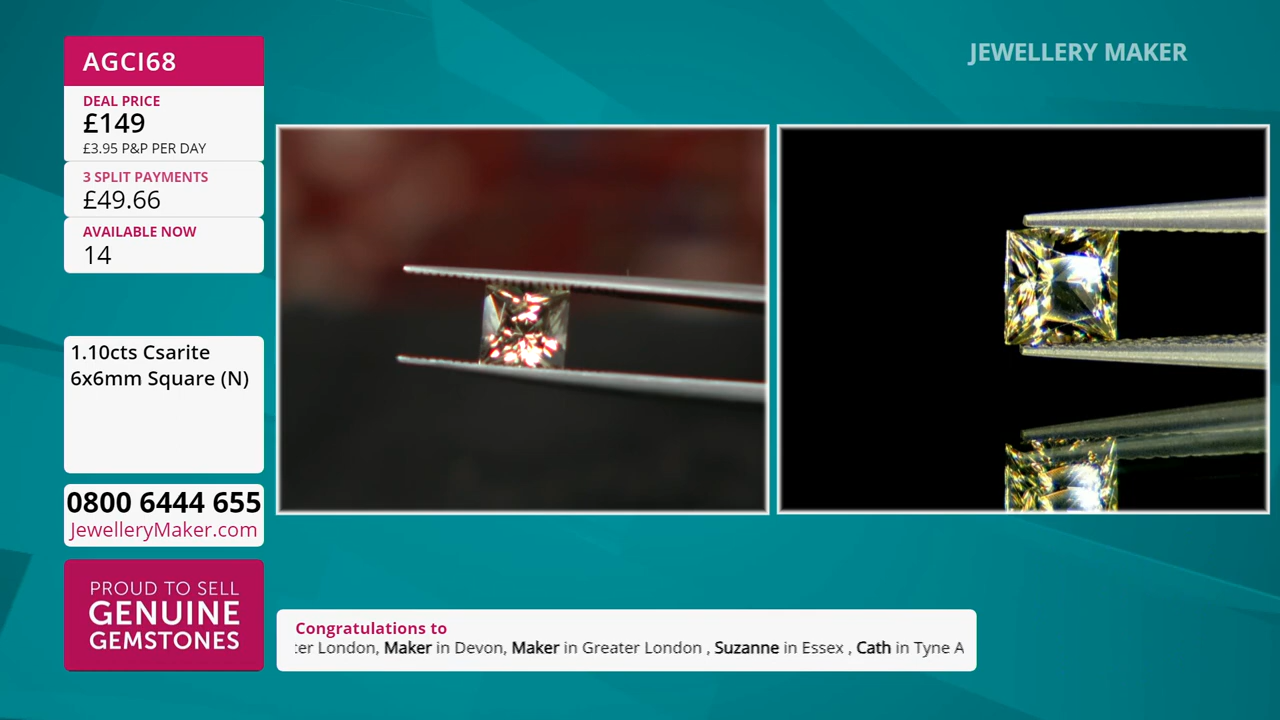 AGCI68
DEAL PRICE
£149
£3.95 P&P PER DAY
3 SPLIT PAYMENTS
£49.66
AVAILABLE NOW
14
1.10cts Csarite
6x6mm Square (N)
0800 6444 655
JewelleryMaker.com
PROUD TO SELL
GENUINE
GEMSTONES
JEWELLERY MAKER
Congratulations to
London, Maker in Devon, Maker in Greater London , Suzanne in Essex , Cath in Tyne A